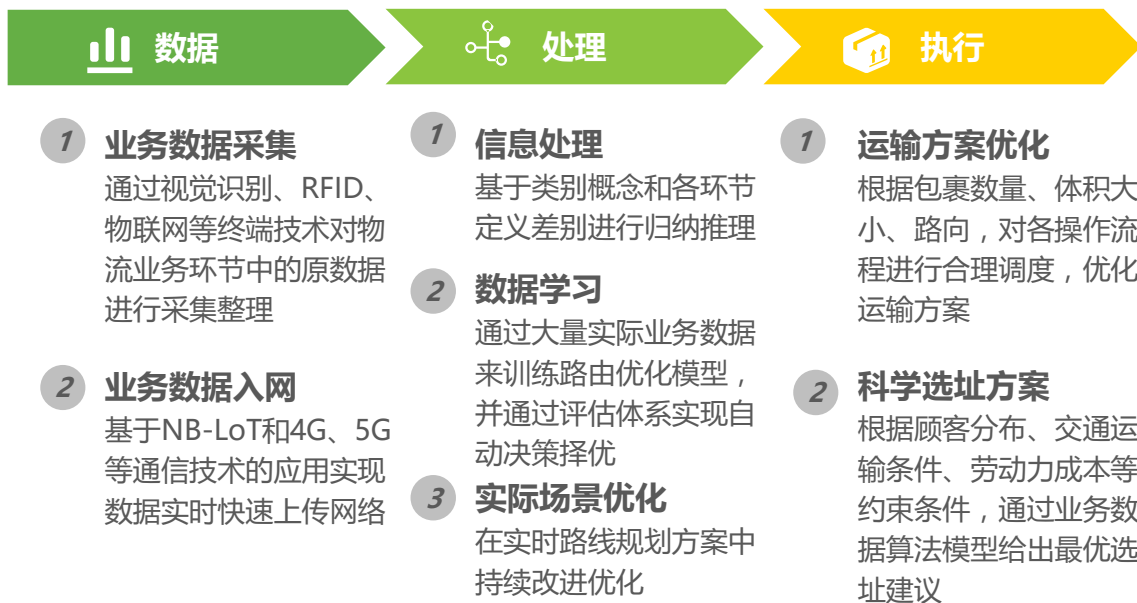 数据
处理
执行
1
业务数据采集
通过视觉识别、RFID、
物联网等终端技术对物
流业务环节中的原数据
进行采集整理
2
业务数据入网
基于NB-LoT和4G、5G
等通信技术的应用实现
数据实时快速上传网络
1
信息处理
基于类别概念和各环节
定义差别进行归纳推理
2
数据学习
通过大量实际业务数据
来训练路由优化模型，
并通过评估体系实现自
动决策择优
3
实际场景优化
在实时路线规划方案中
持续改进优化
1
运输方案优化
根据包裹数量、体积大
小、路向，对各操作流
程进行合理调度，优化
运输方案
2
科学选址方案
根据顾客分布、交通运
输条件、劳动力成本等
约束条件，通过业务数
据算法模型给出最优选
址建议